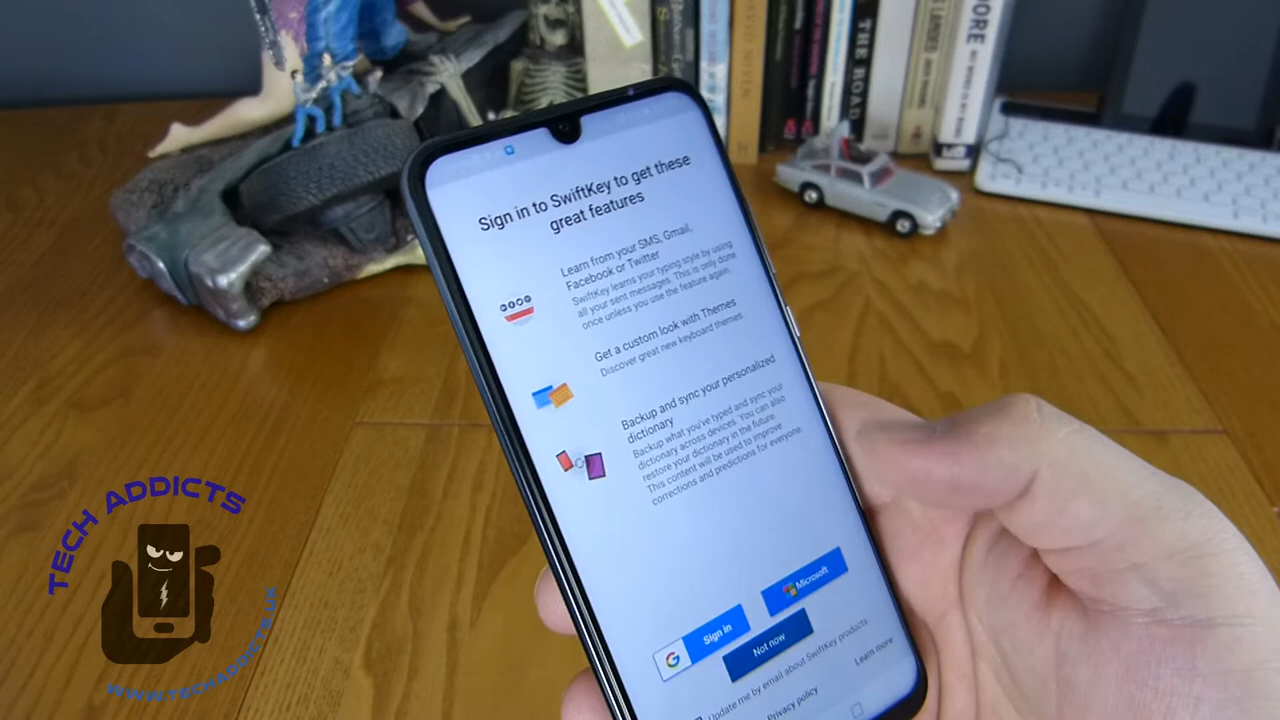 Sign in to SwiftKey to get these
great features
Learn from your SMS, Gmail,
Facebook or Twitter
SwiftKey learns your typing style by using
all your sent messages. This is only done
once unless you use the feature again
Get a custom look with Themes
Discover great new keyboard themes.
Backup and sync your personalized
dictionary
Backup what you've typed and sync your
dictionary across devices. You can also
restore your dictionary in the future.
This content will be used to improve
corrections and predictions for everyone.
G Sign in
Microsoft
Not now
Update me by email about SwiftKey products
Privacy policy
Learn more
THE ROAD
TECH ADDICTS
WWW.TECHADDICTS.UK